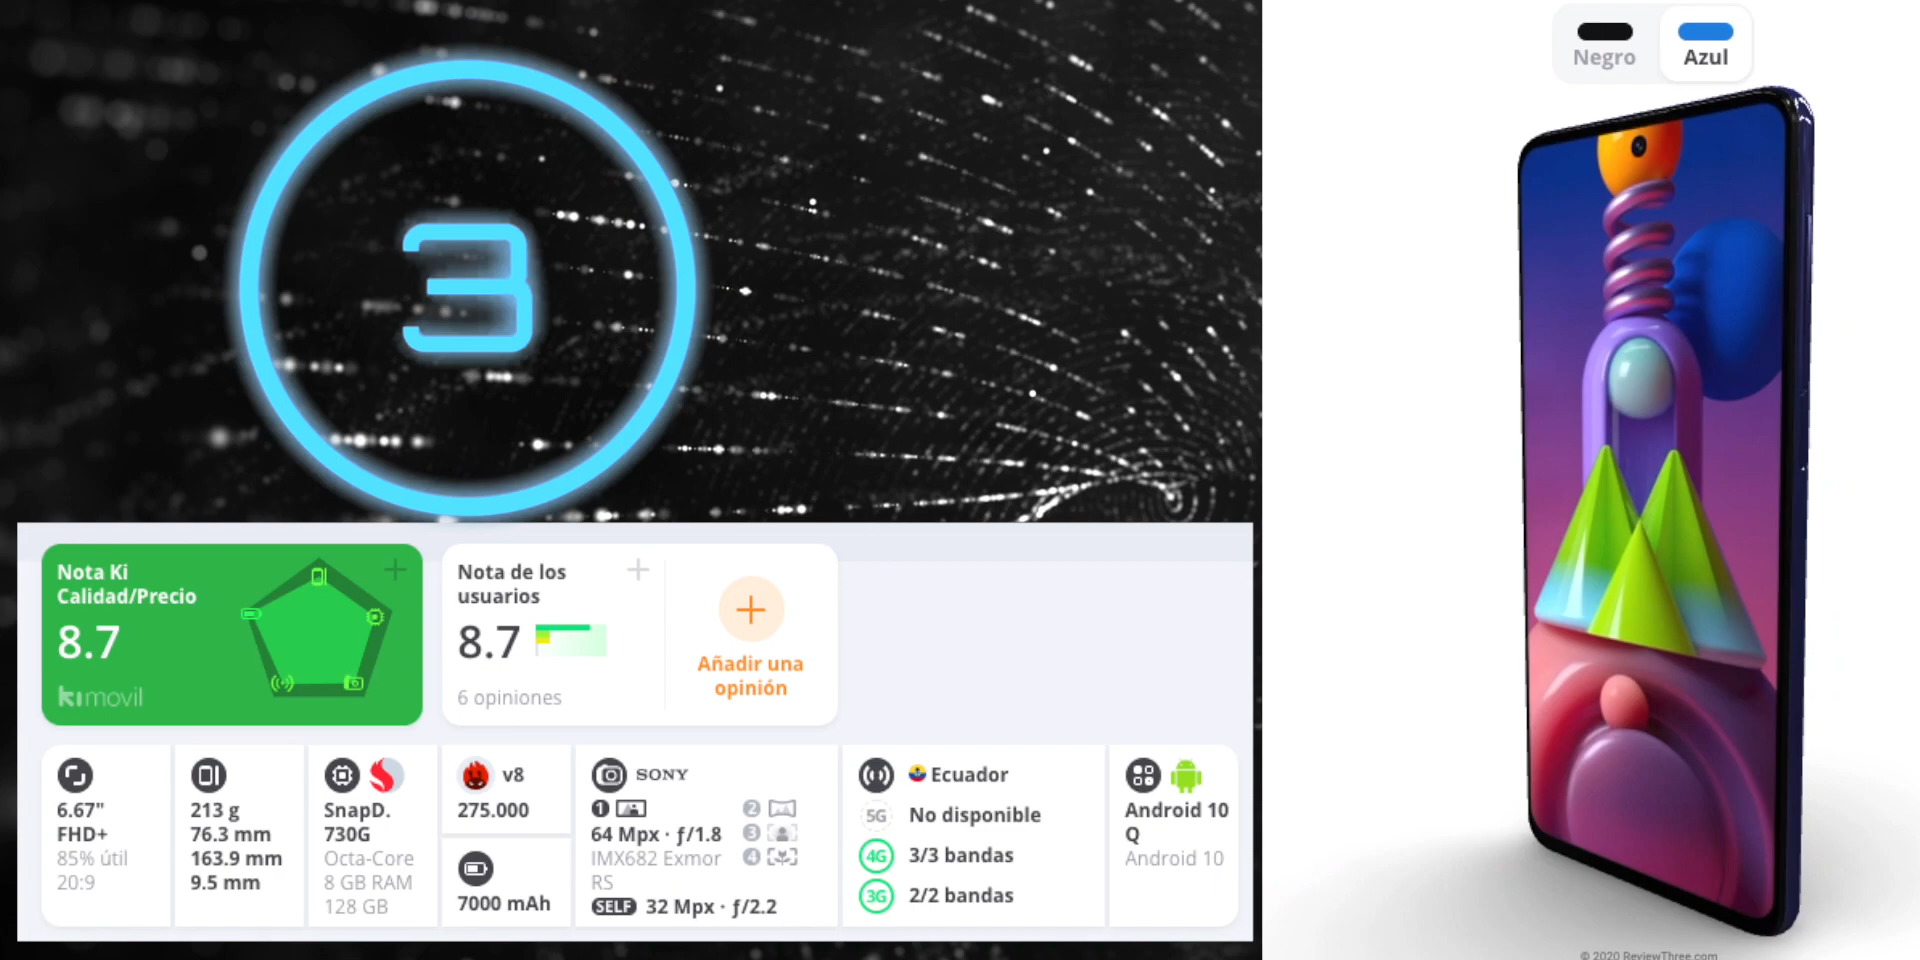 3
Negro
Azul
Nota Ki
Calidad/Precio
8.7
kimovil
Nota de los
usuarios
8.7
6 opiniones
Añadir una
opinión
6.67"
FHD+
85% útil
20:9
213 g
76.3 mm
163.9 mm
9.5 mm
SnapD.
730G
Octa-Core
8 GB RAM
128 GB
v8
275.000
7000 mAh
SONY
1
64 Mpx · ƒ/1.8
IMX682 Exmor
RS
2
3
4
SELF 32 Mpx · ƒ/2.2
Ecuador
5G No disponible
4G 3/3 bandas
3G 2/2 bandas
Android 10
Q
Android 10
© 2020 ReviewThree.com